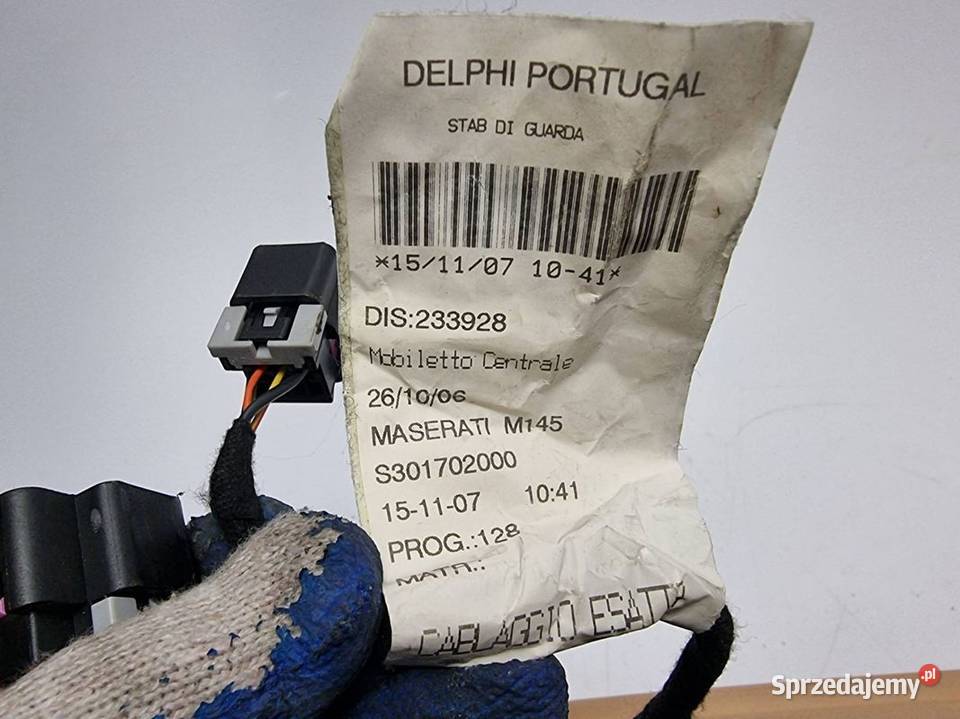 DELPHI PORTUGAL
STAB DI GUARDA
*15/11/07 10-41*
DIS:233928
Mobiletto Centrale
26/10/06
MASERATI M145
S301702000
15-11-07 10:41
PROG.:128
MATR.:
CABLAGGIO ESATTO
Sprzedajemy.pl